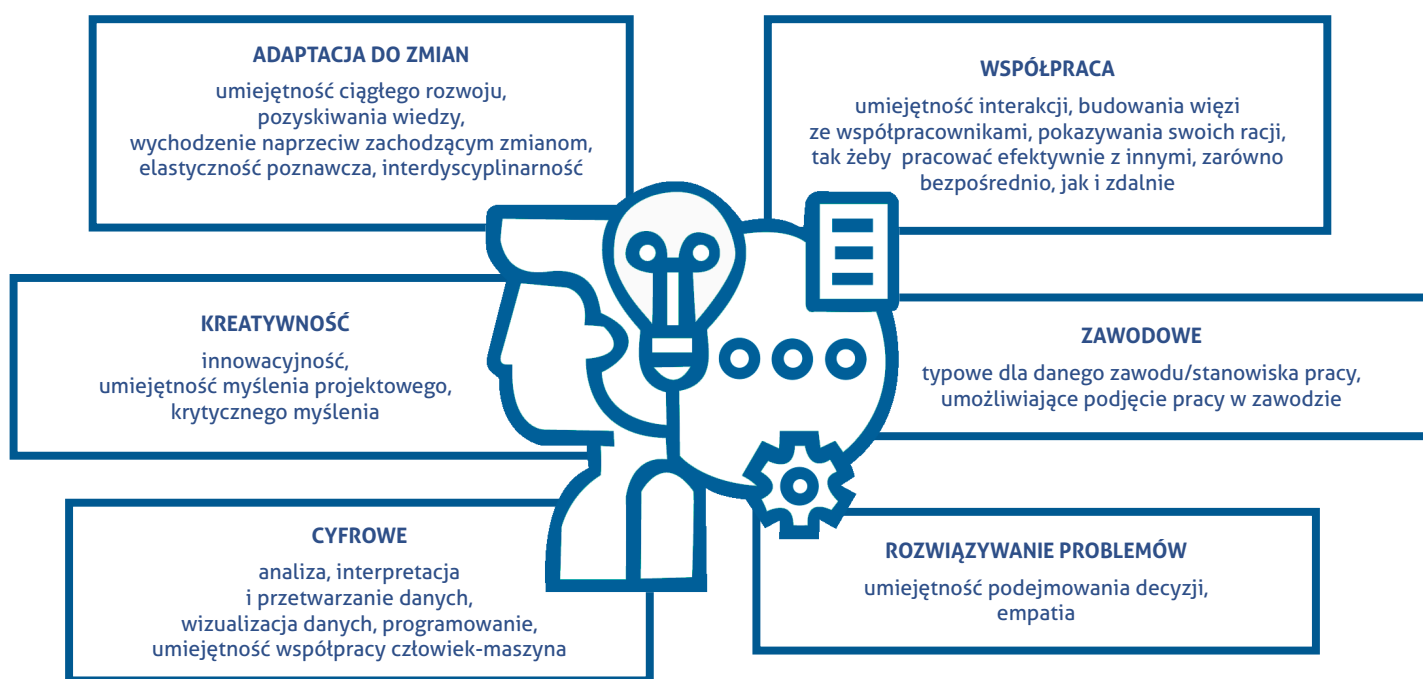 ADAPTACJA DO ZMIAN
umiejętność ciągłego rozwoju,
pozyskiwania wiedzy,
wychodzenie naprzeciw zachodzącym zmianom,
elastyczność poznawcza, interdyscyplinarność
WSPÓŁPRACA
umiejętność interakcji, budowania więzi
ze współpracownikami, pokazywania swoich racji,
tak żeby pracować efektywnie z innymi, zarówno
bezpośrednio, jak i zdalnie
KREATYWNOŚĆ
innowacyjność,
umiejętność myślenia projektowego,
krytycznego myślenia
ZAWODOWE
typowe dla danego zawodu/stanowiska pracy,
umożliwiające podjęcie pracy w zawodzie
CYFROWE
analiza, interpretacja
i przetwarzanie danych,
wizualizacja danych, programowanie,
umiejętność współpracy człowiek-maszyna
ROZWIĄZYWANIE PROBLEMÓW
umiejętność podejmowania decyzji,
empatia